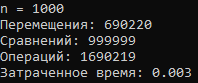 n = 1000
Перемещения: 690220
Сравнений: 999999
Операций: 1690219
Затраченное время: 0.003